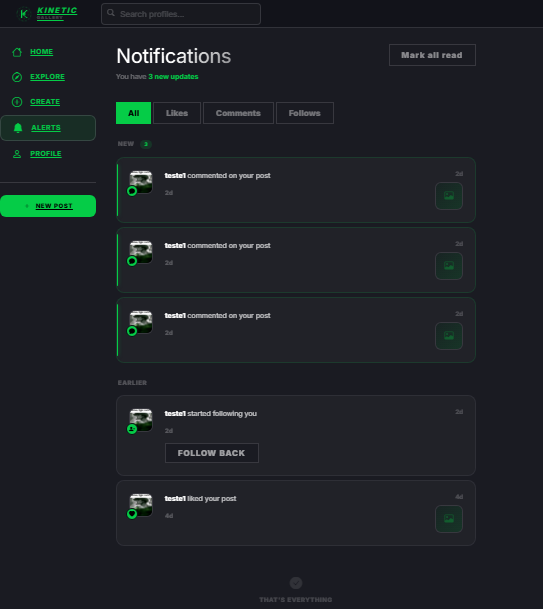 KINETIC
GALLERY
Search profiles...
HOME
EXPLORE
CREATE
ALERTS
PROFILE
+ NEW POST
Notifications
You have 3 new updates
Mark all read
All
Likes
Comments
Follows
NEW 3
teste1 commented on your post
2d
2d
teste1 commented on your post
2d
2d
teste1 commented on your post
2d
2d
EARLIER
teste1 started following you
2d
2d
FOLLOW BACK
teste1 liked your post
4d
4d
THAT'S EVERYTHING